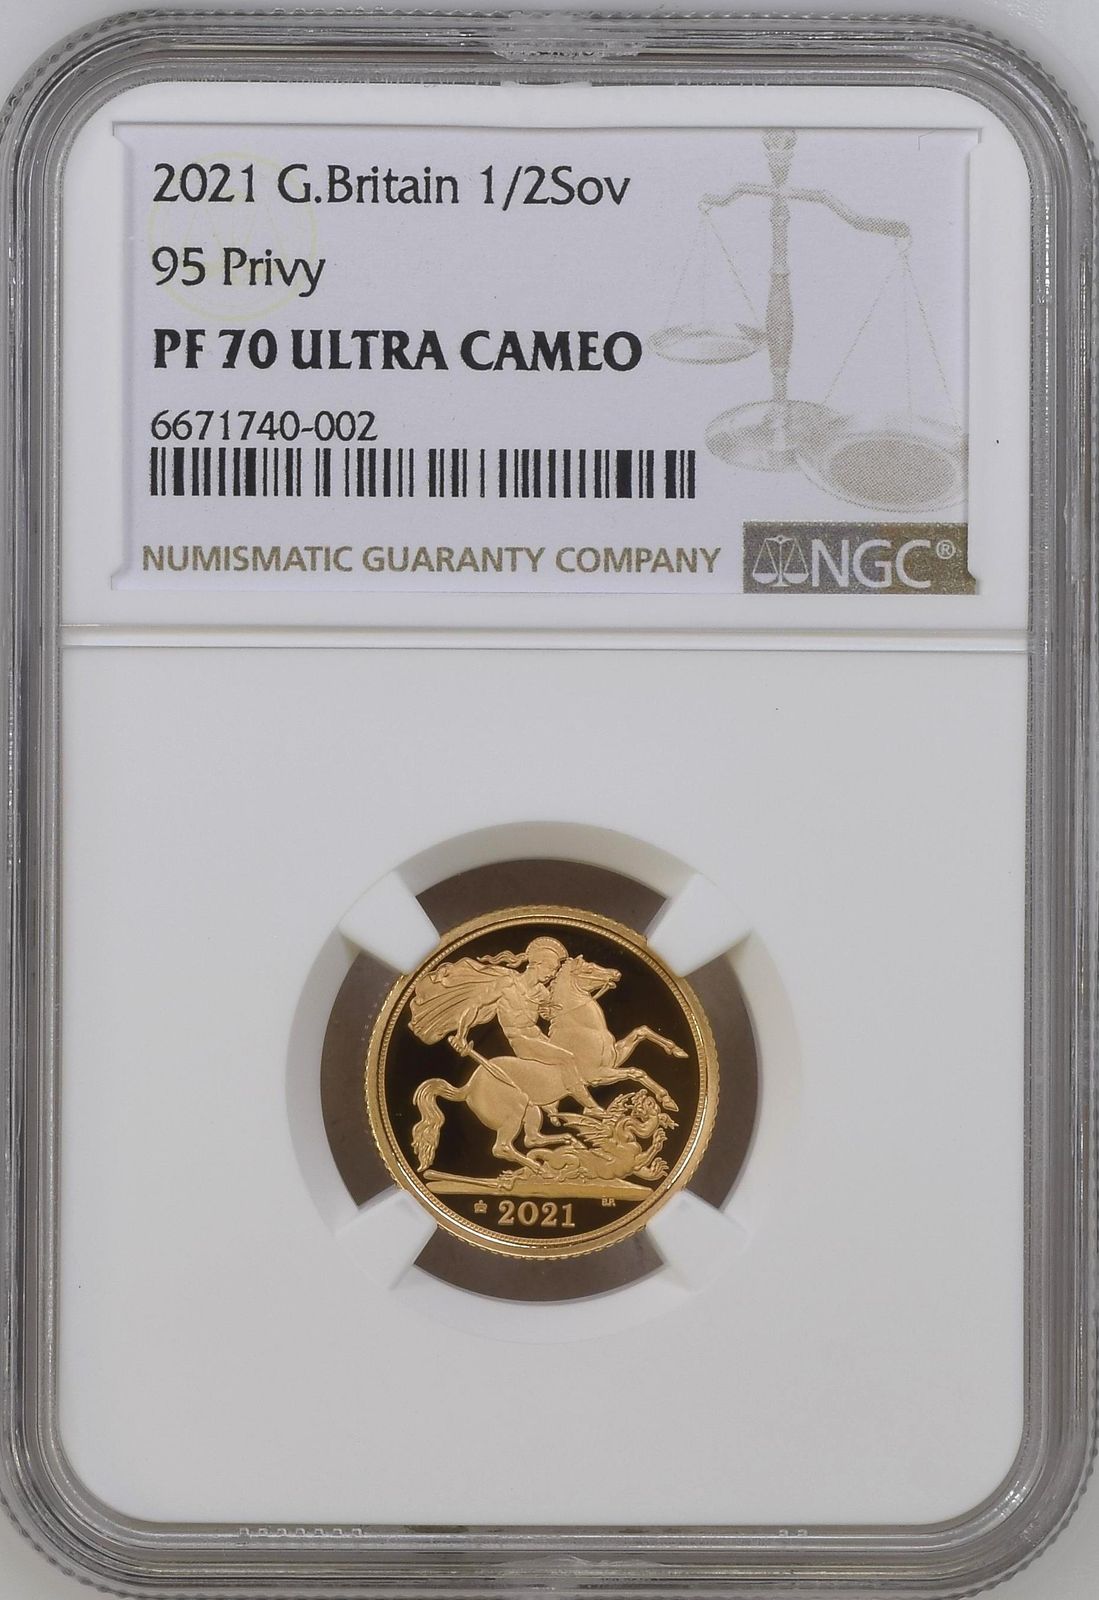 2021 G.Britain 1/2Sov
95 Privy
PF 70 ULTRA CAMEO
6671740-002
NUMISMATIC GUARANTY COMPANY
NGC®
2021
B.P.